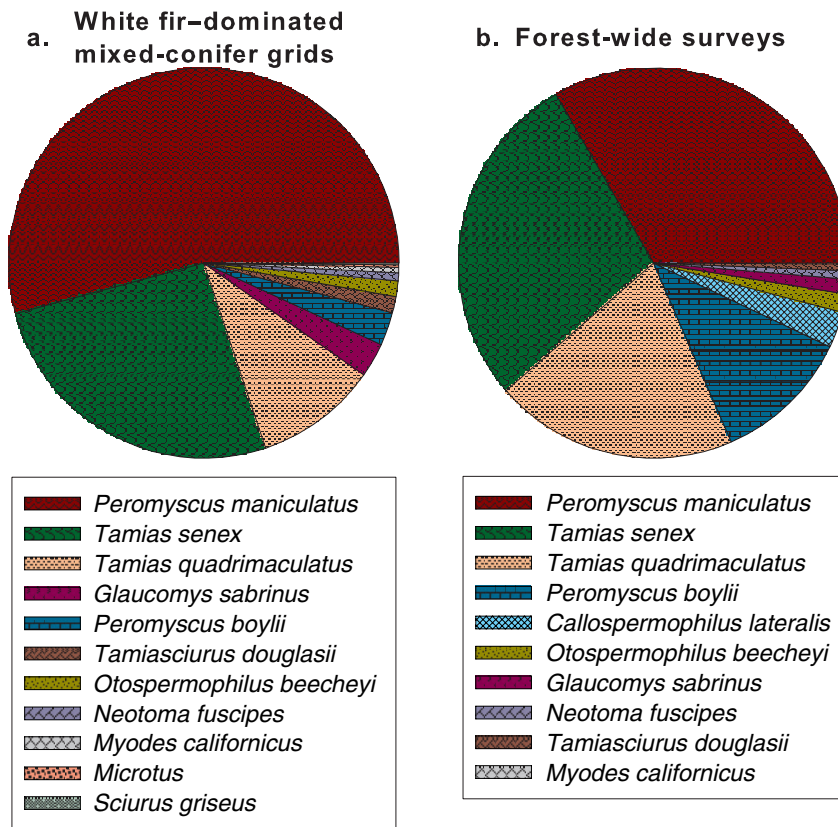 a. White fir–dominated
mixed-conifer grids
b. Forest-wide surveys
Peromyscus maniculatus
Tamias senex
Tamias quadrimaculatus
Glaucomys sabrinus
Peromyscus boylii
Tamiasciurus douglasii
Otospermophilus beecheyi
Neotoma fuscipes
Myodes californicus
Microtus
Sciurus griseus
Peromyscus maniculatus
Tamias senex
Tamias quadrimaculatus
Peromyscus boylii
Callospermophilus lateralis
Otospermophilus beecheyi
Glaucomys sabrinus
Neotoma fuscipes
Tamiasciurus douglasii
Myodes californicus